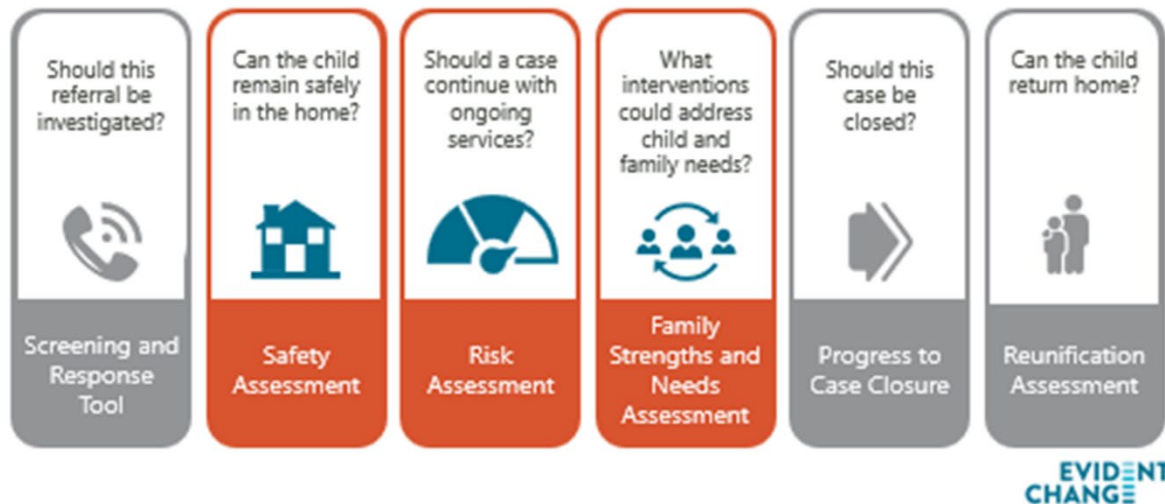 Should this
referral be
investigated?
Screening and
Response
Tool
Can the child
remain safely
in the home?
Safety
Assessment
Should a case
continue with
ongoing
services?
Risk
Assessment
What
interventions
could address
child and
family needs?
Family
Strengths and
Needs
Assessment
Should this
case be
closed?
Progress to
Case Closure
Can the child
return home?
Reunification
Assessment
EVIDENT
CHANGE